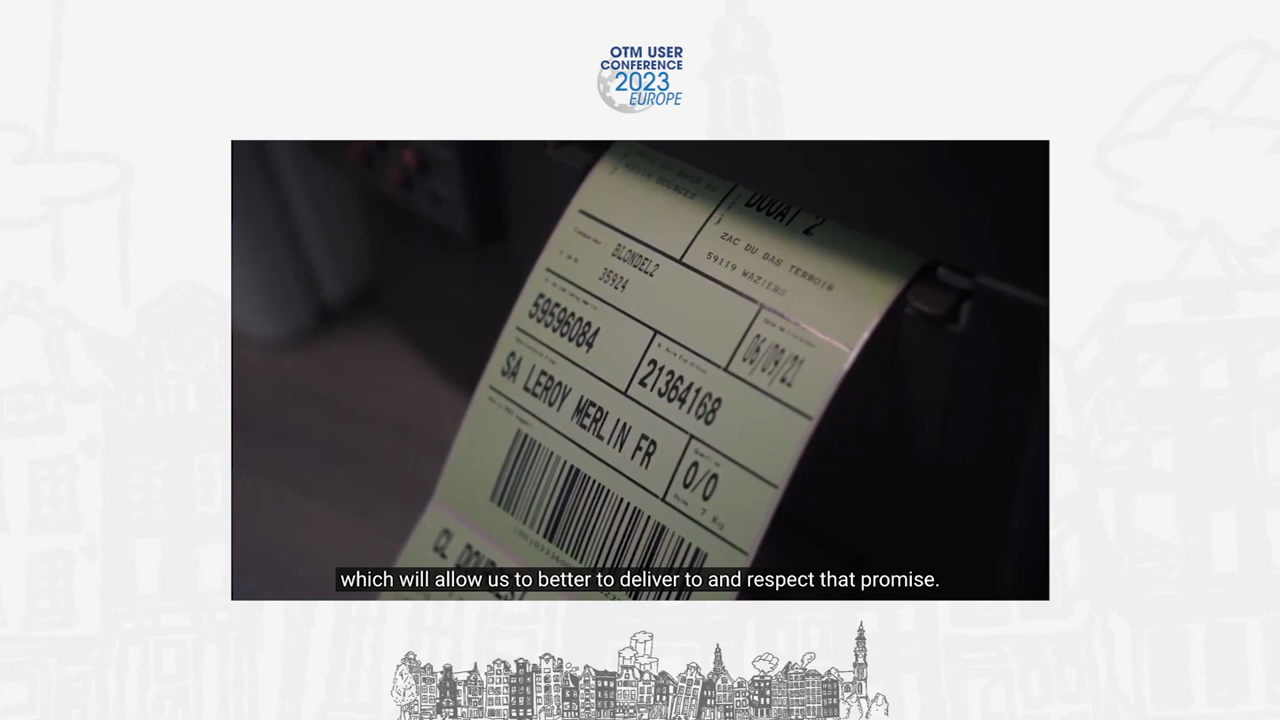 OTM USER
CONFERENCE
2023
EUROPE
DOUAI 2
ZAC DU BAS TERROIR
59119 WAZIERS
BLONDEL2
35924
59596084
06/09/21
21364168
SA LEROY MERLIN FR
0/0
7 KG
which will allow us to better to deliver to and respect that promise.